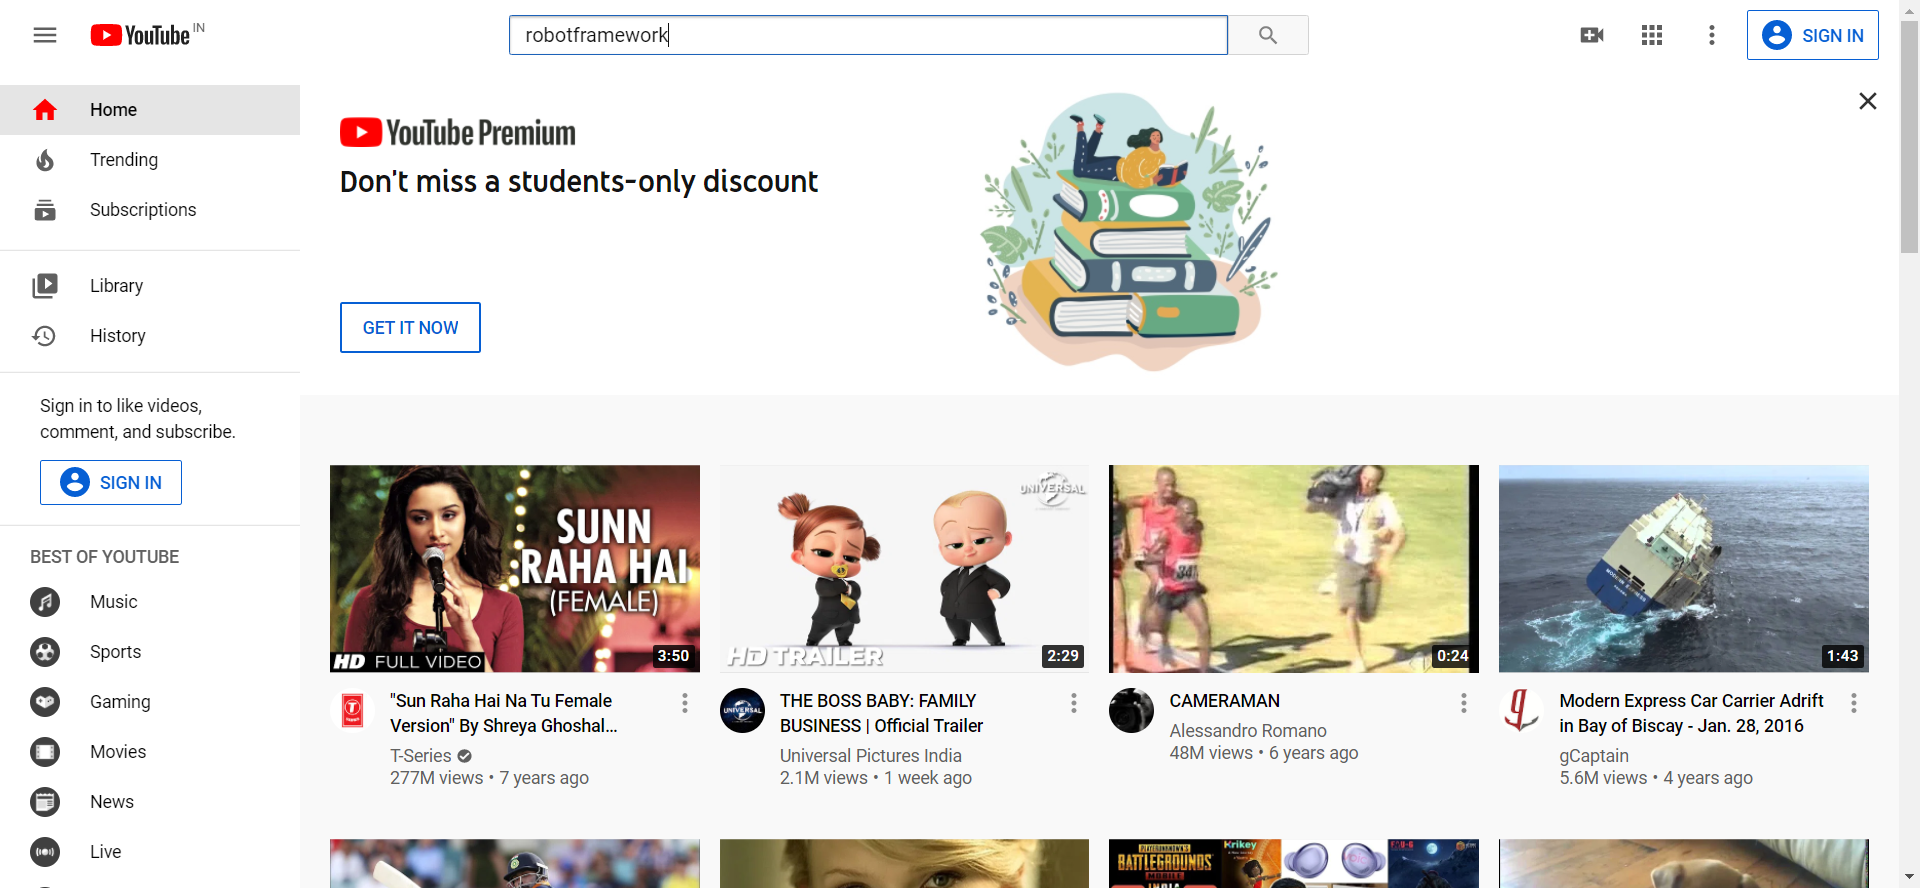 YouTube IN
robotframework
SIGN IN
Home
Trending
Subscriptions
Library
History
Sign in to like videos,
comment, and subscribe.
SIGN IN
BEST OF YOUTUBE
Music
Sports
Gaming
Movies
News
Live
YouTube Premium
Don't miss a students-only discount
GET IT NOW
SUNN
RAHA HAI
(FEMALE)
HD FULL VIDEO
3:50
"Sun Raha Hai Na Tu Female
Version" By Shreya Ghoshal...
T-Series
277M views • 7 years ago
UNIVERSAL
HD TRAILER
2:29
UNIVERSAL
THE BOSS BABY: FAMILY
BUSINESS | Official Trailer
Universal Pictures India
2.1M views • 1 week ago
34
0:24
CAMERAMAN
Alessandro Romano
48M views • 6 years ago
1:43
Modern Express Car Carrier Adrift
in Bay of Biscay - Jan. 28, 2016
gCaptain
5.6M views • 4 years ago
BATTLEGROUNDS
MOBILE
INDIA
Krikey